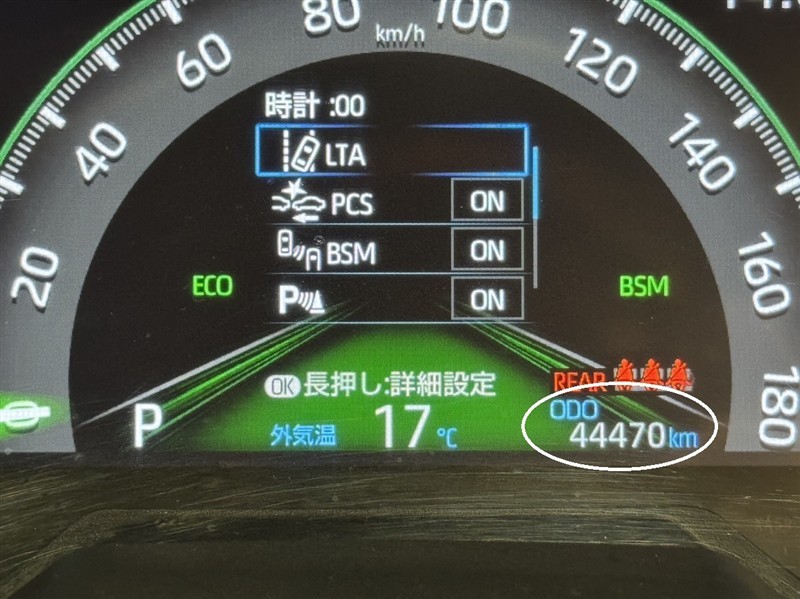 80
100
km/h
60
120
時計 :00
40
LTA
140
PCS ON
BSM ON
20
ECO
P ON
BSM
160
REAR
OK 長押し:詳細設定
ODO
180
P
外気温 17 °C
44470 km